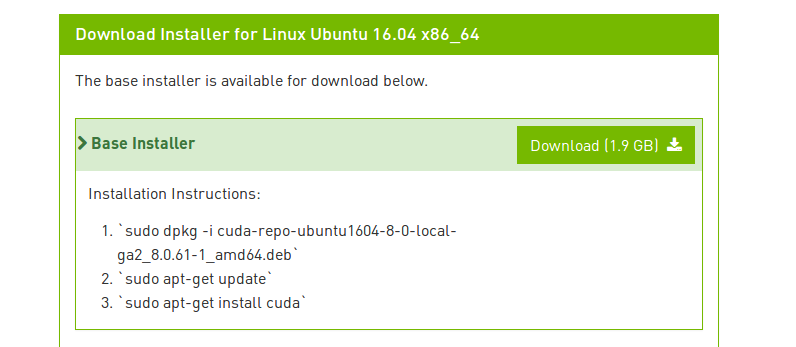 Download Installer for Linux Ubuntu 16.04 x86_64
The base installer is available for download below.
Base Installer
Download (1.9 GB)
Installation Instructions:
1. `sudo dpkg -i cuda-repo-ubuntu1604-8-0-local-
ga2_8.0.61-1_amd64.deb`
2. `sudo apt-get update`
3. `sudo apt-get install cuda`